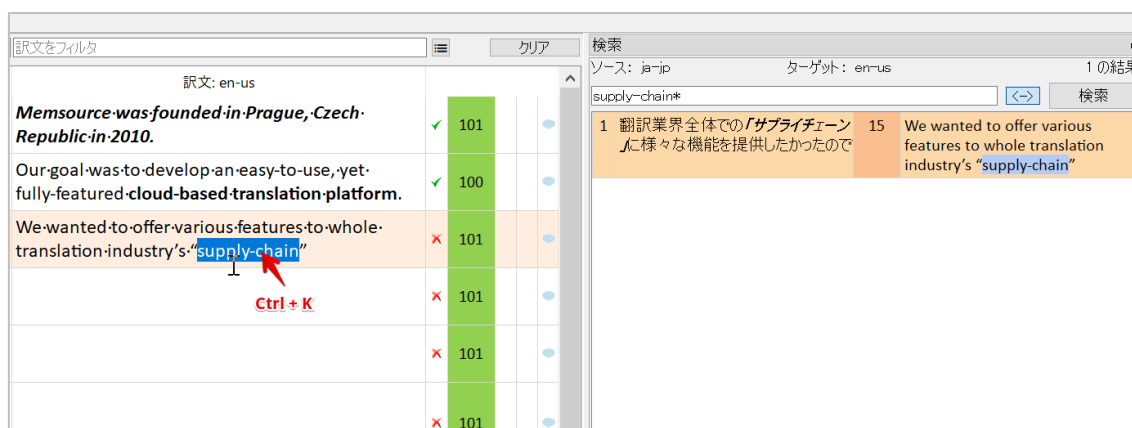 訳文をフィルタ
クリア
訳文: en-us
Memsource·was·founded·in·Prague,·Czech·
Republic·in·2010.
101
Our·goal·was·to·develop·an·easy-to-use,·yet·
fully-featured·cloud-based·translation·platform.
100
We·wanted·to·offer·various·features·to·whole·
translation·industry's·“supply-chain”
101
Ctrl + K
101
101
101
検索
ソース: ja-jp
ターゲット: en-us
1 の結果
supply-chain*
<-->
検索
1
翻訳業界全体での「サプライチェーン
」に様々な機能を提供したかったので
15
We wanted to offer various
features to whole translation
industry's “supply-chain”